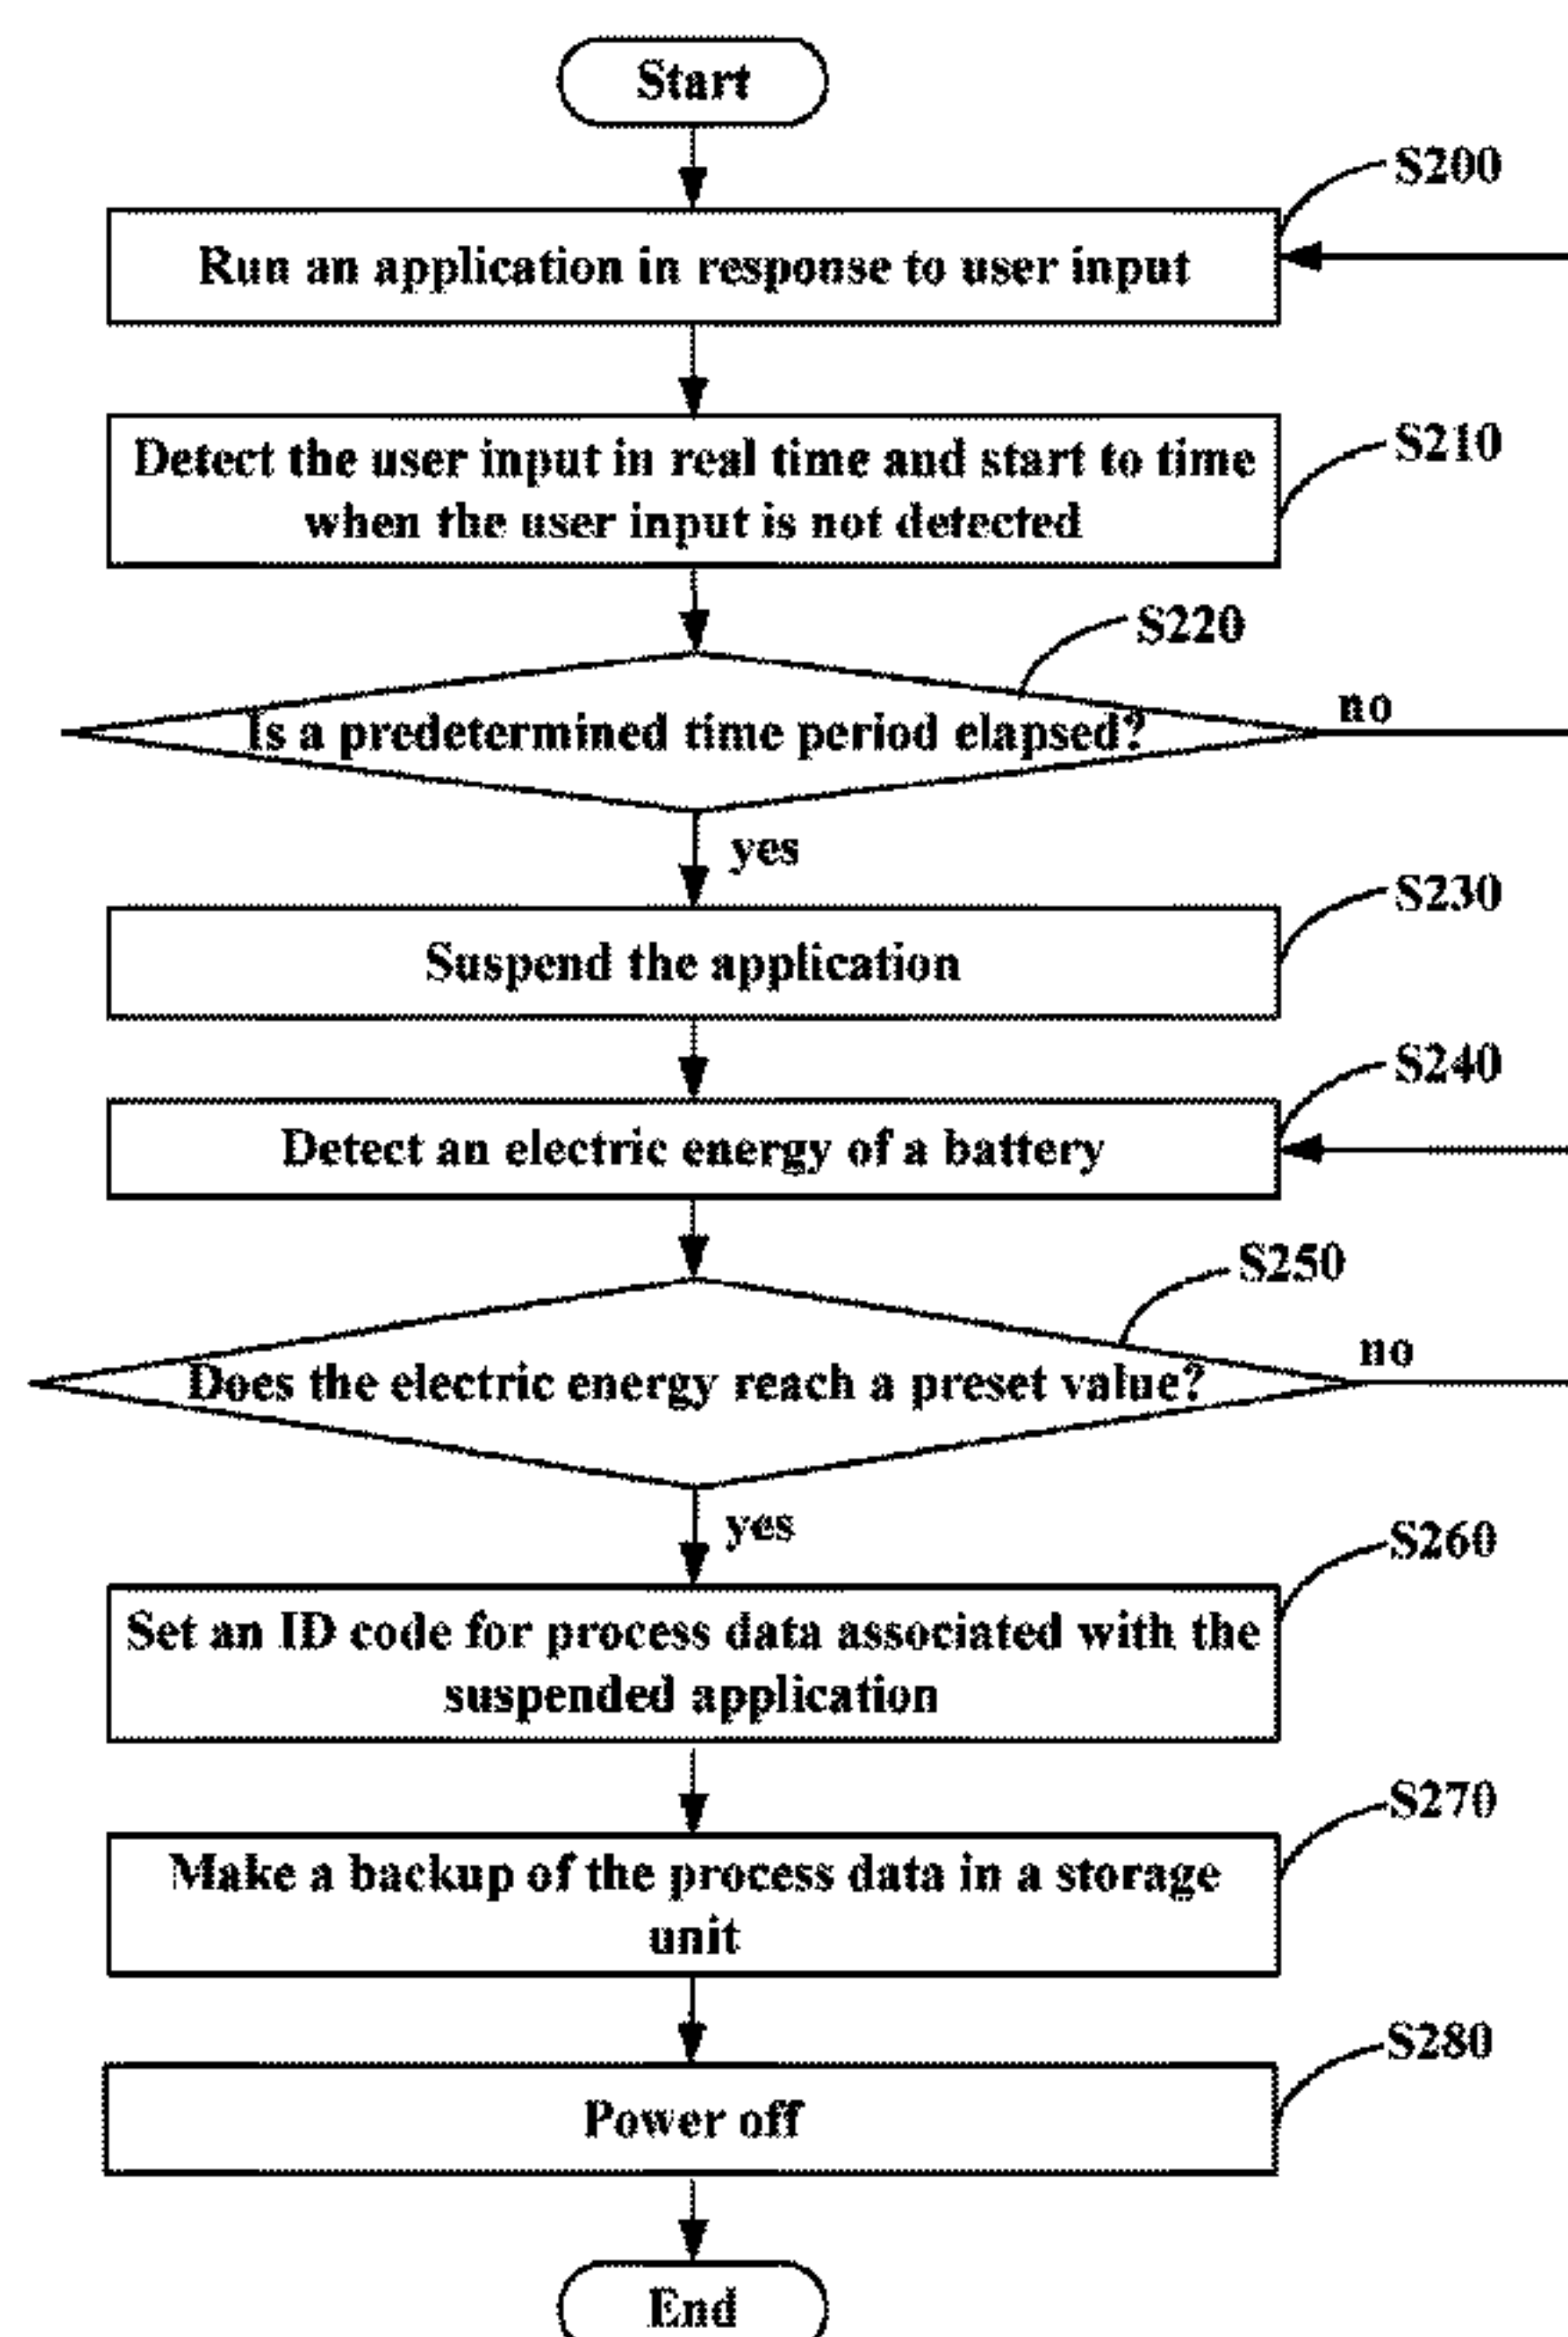 Start
S200
Run an application in response to user input
S210
Detect the user input in real time and start to time
when the user input is not detected
S220
Is a predetermined time period elapsed?
no
yes
S230
Suspend the application
S240
Detect an electric energy of a battery
S250
Does the electric energy reach a preset value?
no
yes
S260
Set an ID code for process data associated with the
suspended application
S270
Make a backup of the process data in a storage
unit
S280
Power off
End